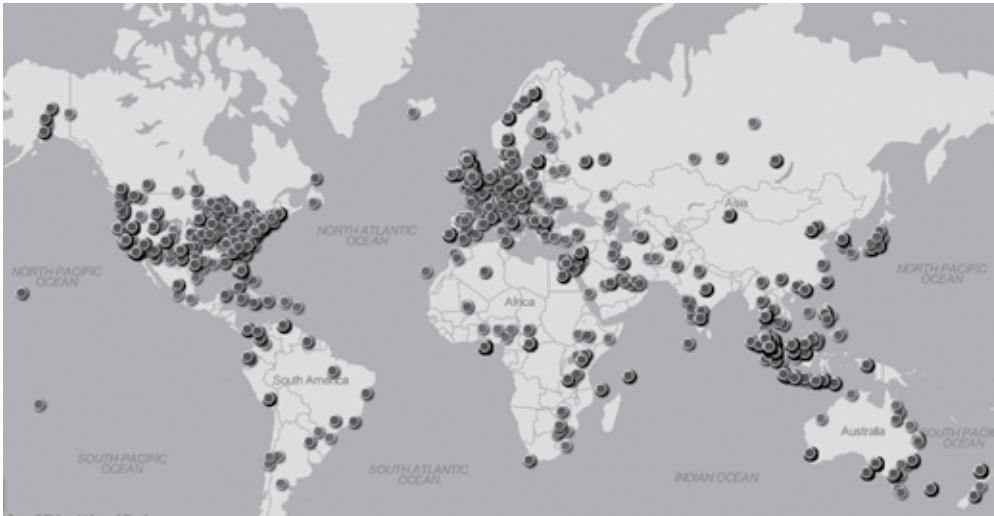 NORTH ATLANTIC
OCEAN
Asia
NORTH PACIFIC
OCEAN
NORTH PACIFIC
OCEAN
Africa
South America
Australia
SOUTH PACIFIC
OCEAN
SOUTH PACIFIC
OCEAN
SOUTH ATLANTIC
OCEAN
INDIAN OCEAN